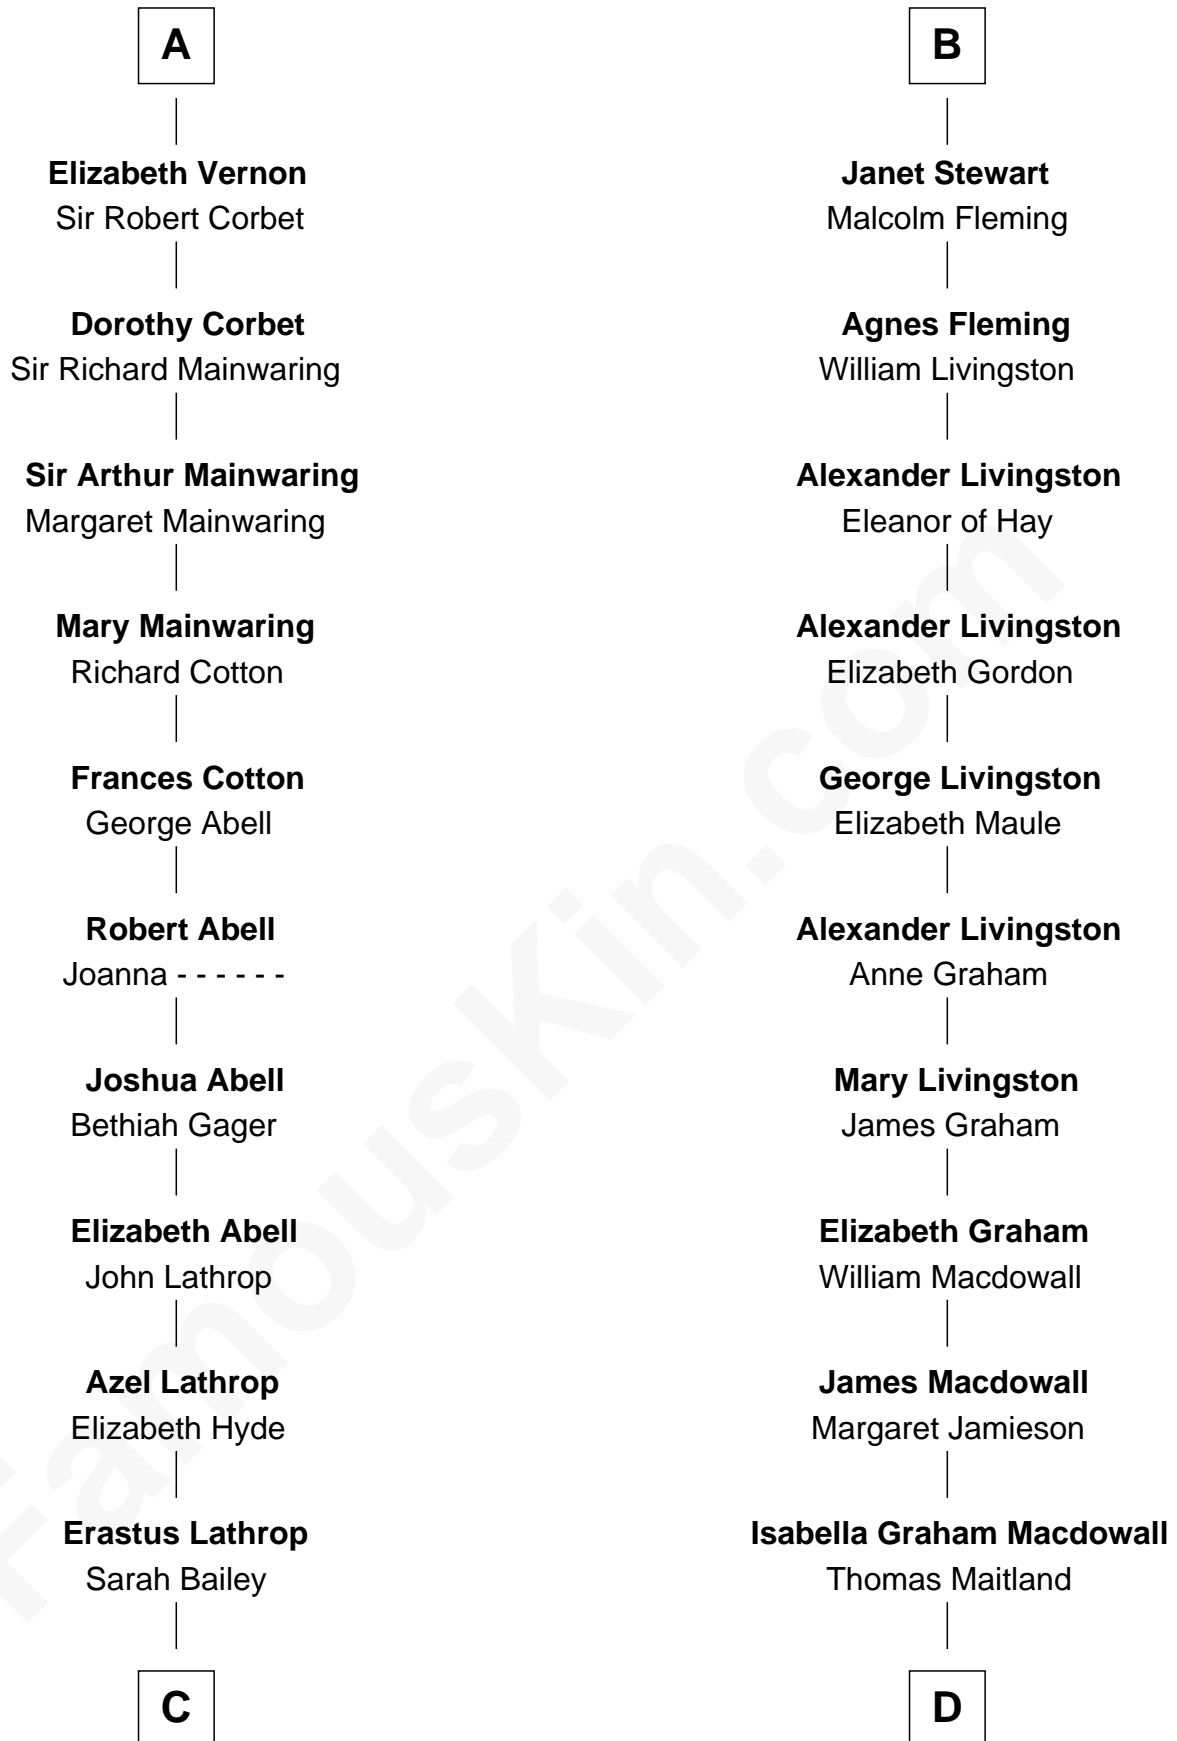 A
Elizabeth Vernon
Sir Robert Corbet
Dorothy Corbet
Sir Richard Mainwaring
Sir Arthur Mainwaring
Margaret Mainwaring
Mary Mainwaring
Richard Cotton
Frances Cotton
George Abell
Robert Abell
Joanna - - - - - -
Joshua Abell
Bethiah Gager
Elizabeth Abell
John Lathrop
Azel Lathrop
Elizabeth Hyde
Erastus Lathrop
Sarah Bailey
C
B
Janet Stewart
Malcolm Fleming
Agnes Fleming
William Livingston
Alexander Livingston
Eleanor of Hay
Alexander Livingston
Elizabeth Gordon
George Livingston
Elizabeth Maule
Alexander Livingston
Anne Graham
Mary Livingston
James Graham
Elizabeth Graham
William Macdowall
James Macdowall
Margaret Jamieson
Isabella Graham Macdowall
Thomas Maitland
D
FamousKin.com